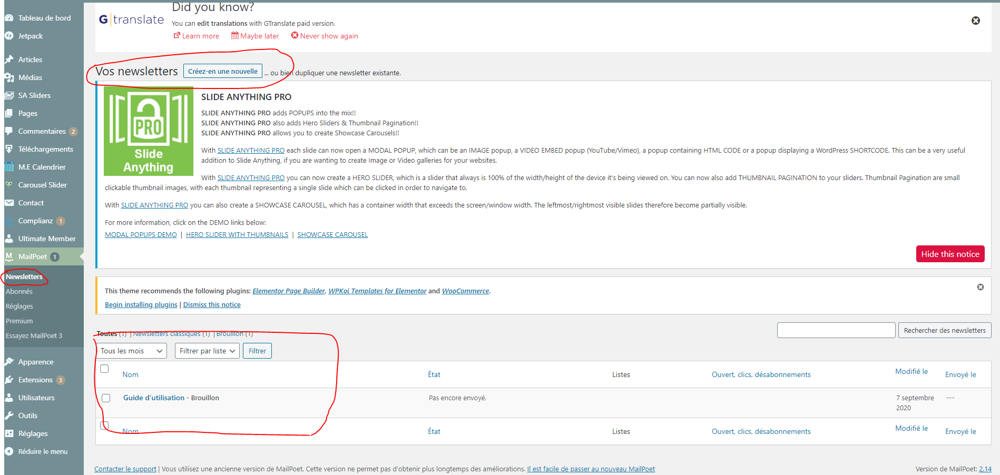 Did you know?
G|translate
You can edit translations with GTranslate paid version.
Learn more Maybe later Never show again
Tableau de bord
Jetpack
Articles
Médias
SA Sliders
Pages
Commentaires 2
Téléchargements
M.E Calendrier
Carousel Slider
Contact
Complianz 1
Ultimate Member
MailPoet 1
Newsletters
Abonnés
Réglages
Premium
Essayez MailPoet 3
Apparence
Extensions 3
Utilisateurs
Outils
Réglages
Réduire le menu
Vos newsletters Créez-en une nouvelle ... ou bien dupliquer une newsletter existante.
PRO
Slide
Anything
SLIDE ANYTHING PRO
SLIDE ANYTHING PRO adds POPUPS into the mix!!
SLIDE ANYTHING PRO also adds Hero Sliders & Thumbnail Pagination!!
SLIDE ANYTHING PRO allows you to create Showcase Carousels!!
With SLIDE ANYTHING PRO each slide can now open a MODAL POPUP, which can be an IMAGE popup, a VIDEO EMBED popup (YouTube/Vimeo), a popup containing HTML CODE or a popup displaying a WordPress SHORTCODE. This can be a very useful
addition to Slide Anything, if you are wanting to create Image or Video galleries for your websites.
With SLIDE ANYTHING PRO you can now create a HERO SLIDER, which is a slider that always is 100% of the width/height of the device it's being viewed on. You can now also add THUMBNAIL PAGINATION to your sliders. Thumbnail Pagination are small
clickable thumbnail images, with each thumbnail representing a single slide which can be clicked in order to navigate to.
With SLIDE ANYTHING PRO you can also create a SHOWCASE CAROUSEL, which has a container width that exceeds the screen/window width. The leftmost/rightmost visible slides therefore become partially visible.
For more information, click on the DEMO links below:
MODAL POPUPS DEMO | HERO SLIDER WITH THUMBNAILS | SHOWCASE CAROUSEL
Hide this notice
This theme recommends the following plugins: Elementor Page Builder, WPKoi Templates for Elementor and WooCommerce.
Begin installing plugins | Dismiss this notice
Toutes (1) | Newsletters classiques (1) | Brouillon (1)
Rechercher des newsletters
Tous les mois Filtrer par liste Filtrer
Nom État Listes Ouvert, clics, désabonnements Modifié le Envoyé le
Guide d'utilisation - Brouillon Pas encore envoyé. 7 septembre ---
2020
Nom État Listes Ouvert, clics, désabonnements Modifié le Envoyé le
Contacter le support | Vous utilisez une ancienne version de MailPoet. Cette version ne permet pas d'obtenir plus longtemps des améliorations. Il est facile de passer au nouveau MailPoet
Version de MailPoet: 2.14